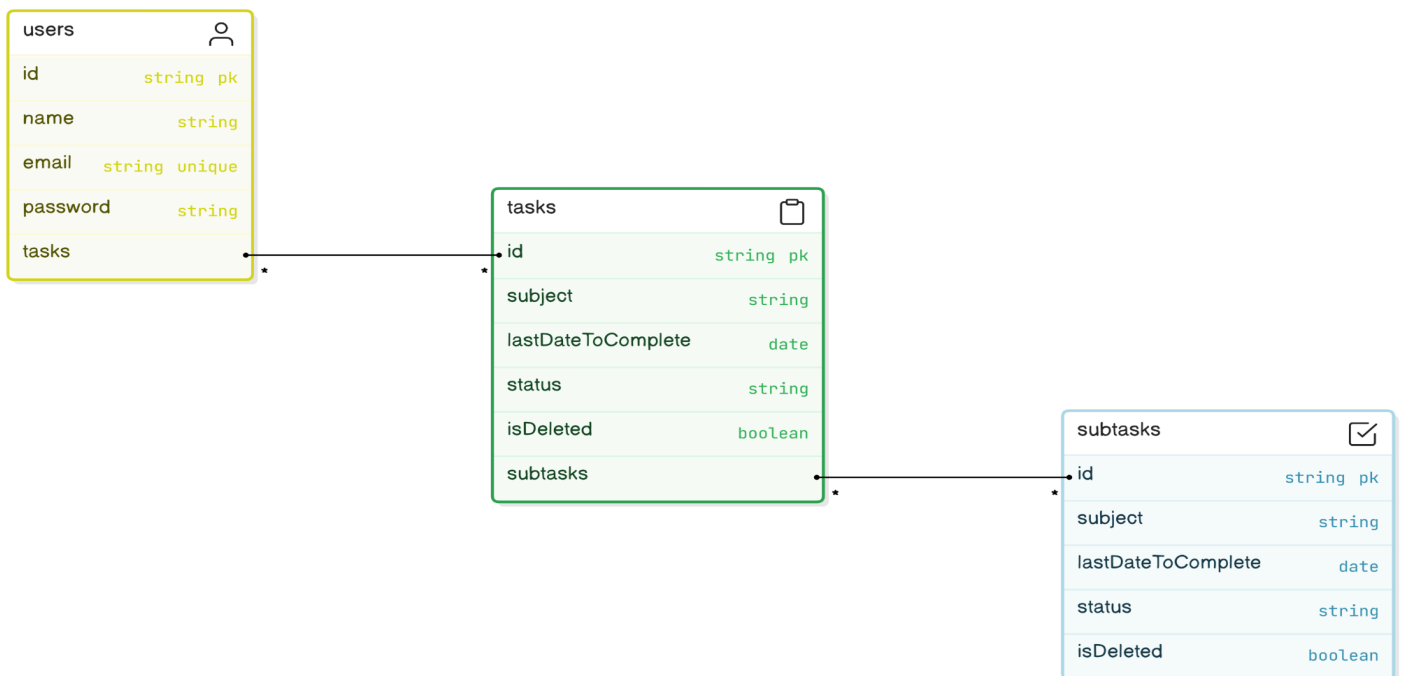 users
id string pk
name string
email string unique
password string
tasks
* *
tasks
id string pk
subject string
lastDateToComplete date
status string
isDeleted boolean
subtasks
* *
subtasks
id string pk
subject string
lastDateToComplete date
status string
isDeleted boolean